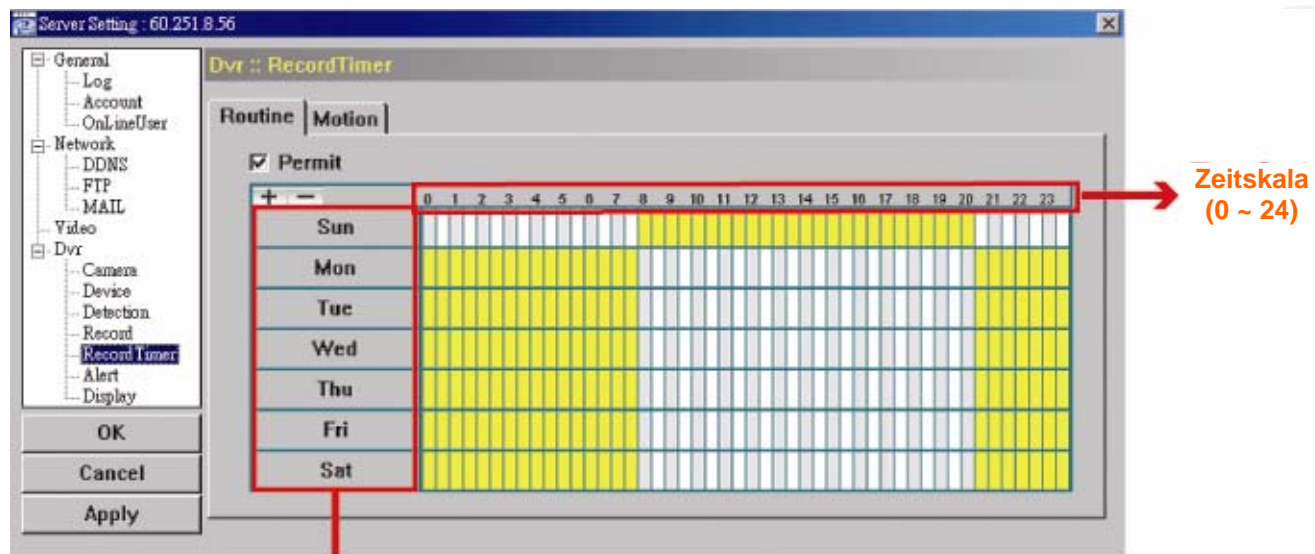 Server Setting : 60.251.8.56
General
Log
Account
OnLineUser
Network
DDNS
FTP
MAIL
Video
Dvr
Camera
Device
Detection
Record
RecordTimer
Alert
Display
OK
Cancel
Apply
Dvr :: RecordTimer
Routine Motion
Permit
+ − 0 1 2 3 4 5 6 7 8 9 10 11 12 13 14 15 16 17 18 19 20 21 22 23
Sun
Mon
Tue
Wed
Thu
Fri
Sat
Zeitskala
(0 ~ 24)